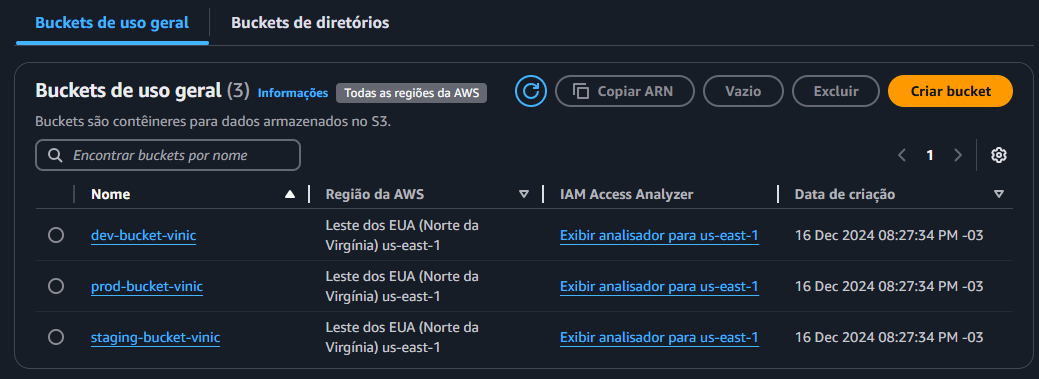 Buckets de uso geral Buckets de diretórios
Buckets de uso geral (3) Informações Todas as regiões da AWS Copiar ARN Vazio Excluir Criar bucket
Buckets são contêineres para dados armazenados no S3.
Encontrar buckets por nome 1
Nome Região da AWS IAM Access Analyzer Data de criação
dev-bucket-vinic Leste dos EUA (Norte da Virgínia) us-east-1 Exibir analisador para us-east-1 16 Dec 2024 08:27:34 PM -03
prod-bucket-vinic Leste dos EUA (Norte da Virgínia) us-east-1 Exibir analisador para us-east-1 16 Dec 2024 08:27:34 PM -03
staging-bucket-vinic Leste dos EUA (Norte da Virgínia) us-east-1 Exibir analisador para us-east-1 16 Dec 2024 08:27:34 PM -03